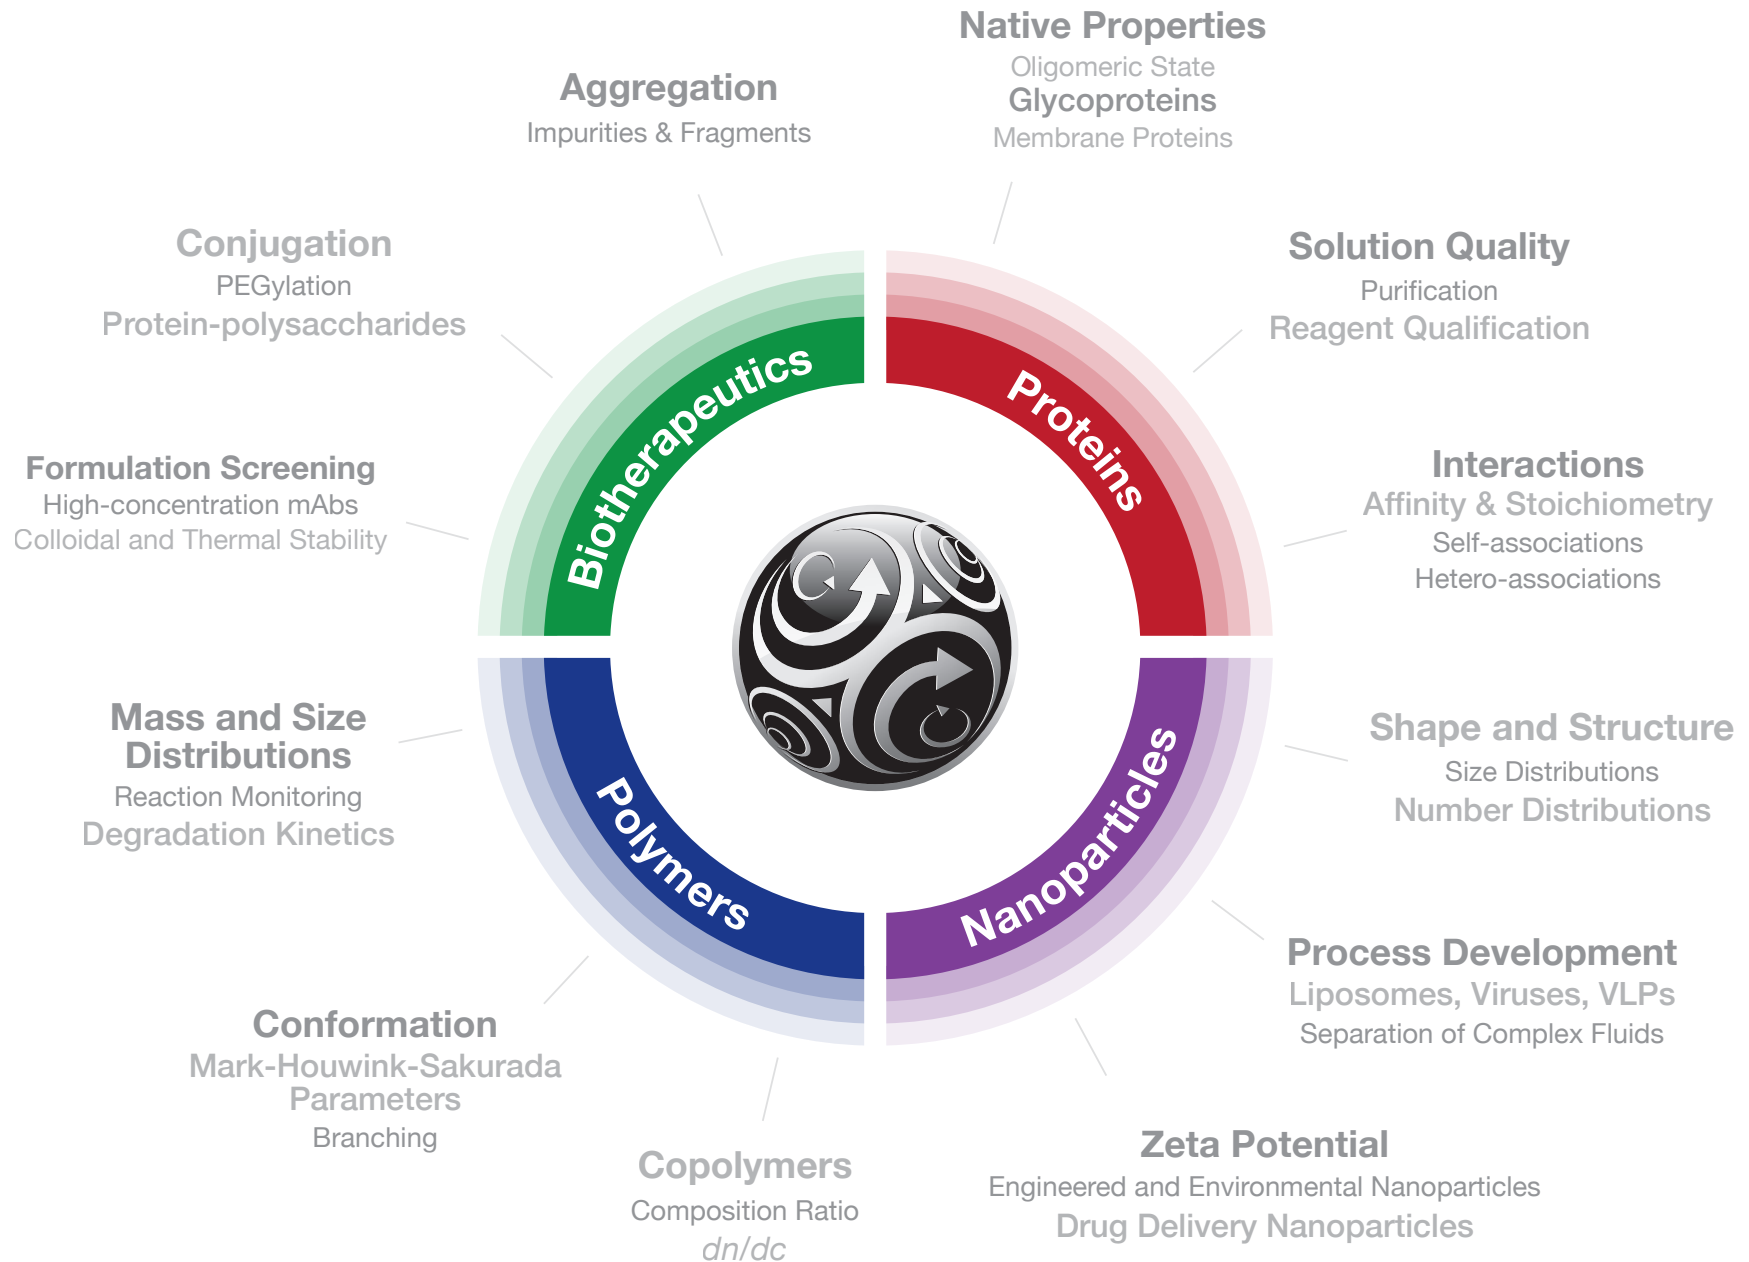 Native Properties
Oligomeric State
Glycoproteins
Membrane Proteins
Aggregation
Impurities & Fragments
Conjugation
PEGylation
Protein-polysaccharides
Solution Quality
Purification
Reagent Qualification
Formulation Screening
High-concentration mAbs
Colloidal and Thermal Stability
Interactions
Affinity & Stoichiometry
Self-associations
Hetero-associations
Biotherapeutics
Proteins
Polymers
Nanoparticles
Mass and Size
Distributions
Reaction Monitoring
Degradation Kinetics
Shape and Structure
Size Distributions
Number Distributions
Process Development
Liposomes, Viruses, VLPs
Separation of Complex Fluids
Conformation
Mark-Houwink-Sakurada
Parameters
Branching
Copolymers
Composition Ratio
dn/dc
Zeta Potential
Engineered and Environmental Nanoparticles
Drug Delivery Nanoparticles